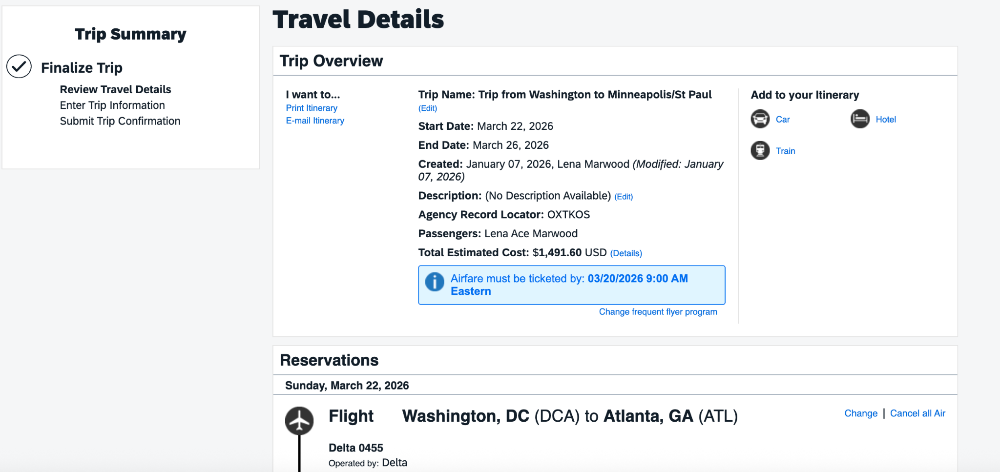 Trip Summary
Finalize Trip
Review Travel Details
Enter Trip Information
Submit Trip Confirmation
Travel Details
Trip Overview
I want to...
Print Itinerary
E-mail Itinerary
Trip Name: Trip from Washington to Minneapolis/St Paul
(Edit)
Start Date: March 22, 2026
End Date: March 26, 2026
Created: January 07, 2026, Lena Marwood (Modified: January
07, 2026)
Description: (No Description Available) (Edit)
Agency Record Locator: OXTKOS
Passengers: Lena Ace Marwood
Total Estimated Cost: $1,491.60 USD (Details)
Airfare must be ticketed by: 03/20/2026 9:00 AM
Eastern
Change frequent flyer program
Add to your Itinerary
Car
Hotel
Train
Reservations
Sunday, March 22, 2026
Flight Washington, DC (DCA) to Atlanta, GA (ATL)
Change | Cancel all Air
Delta 0455
Operated by: Delta